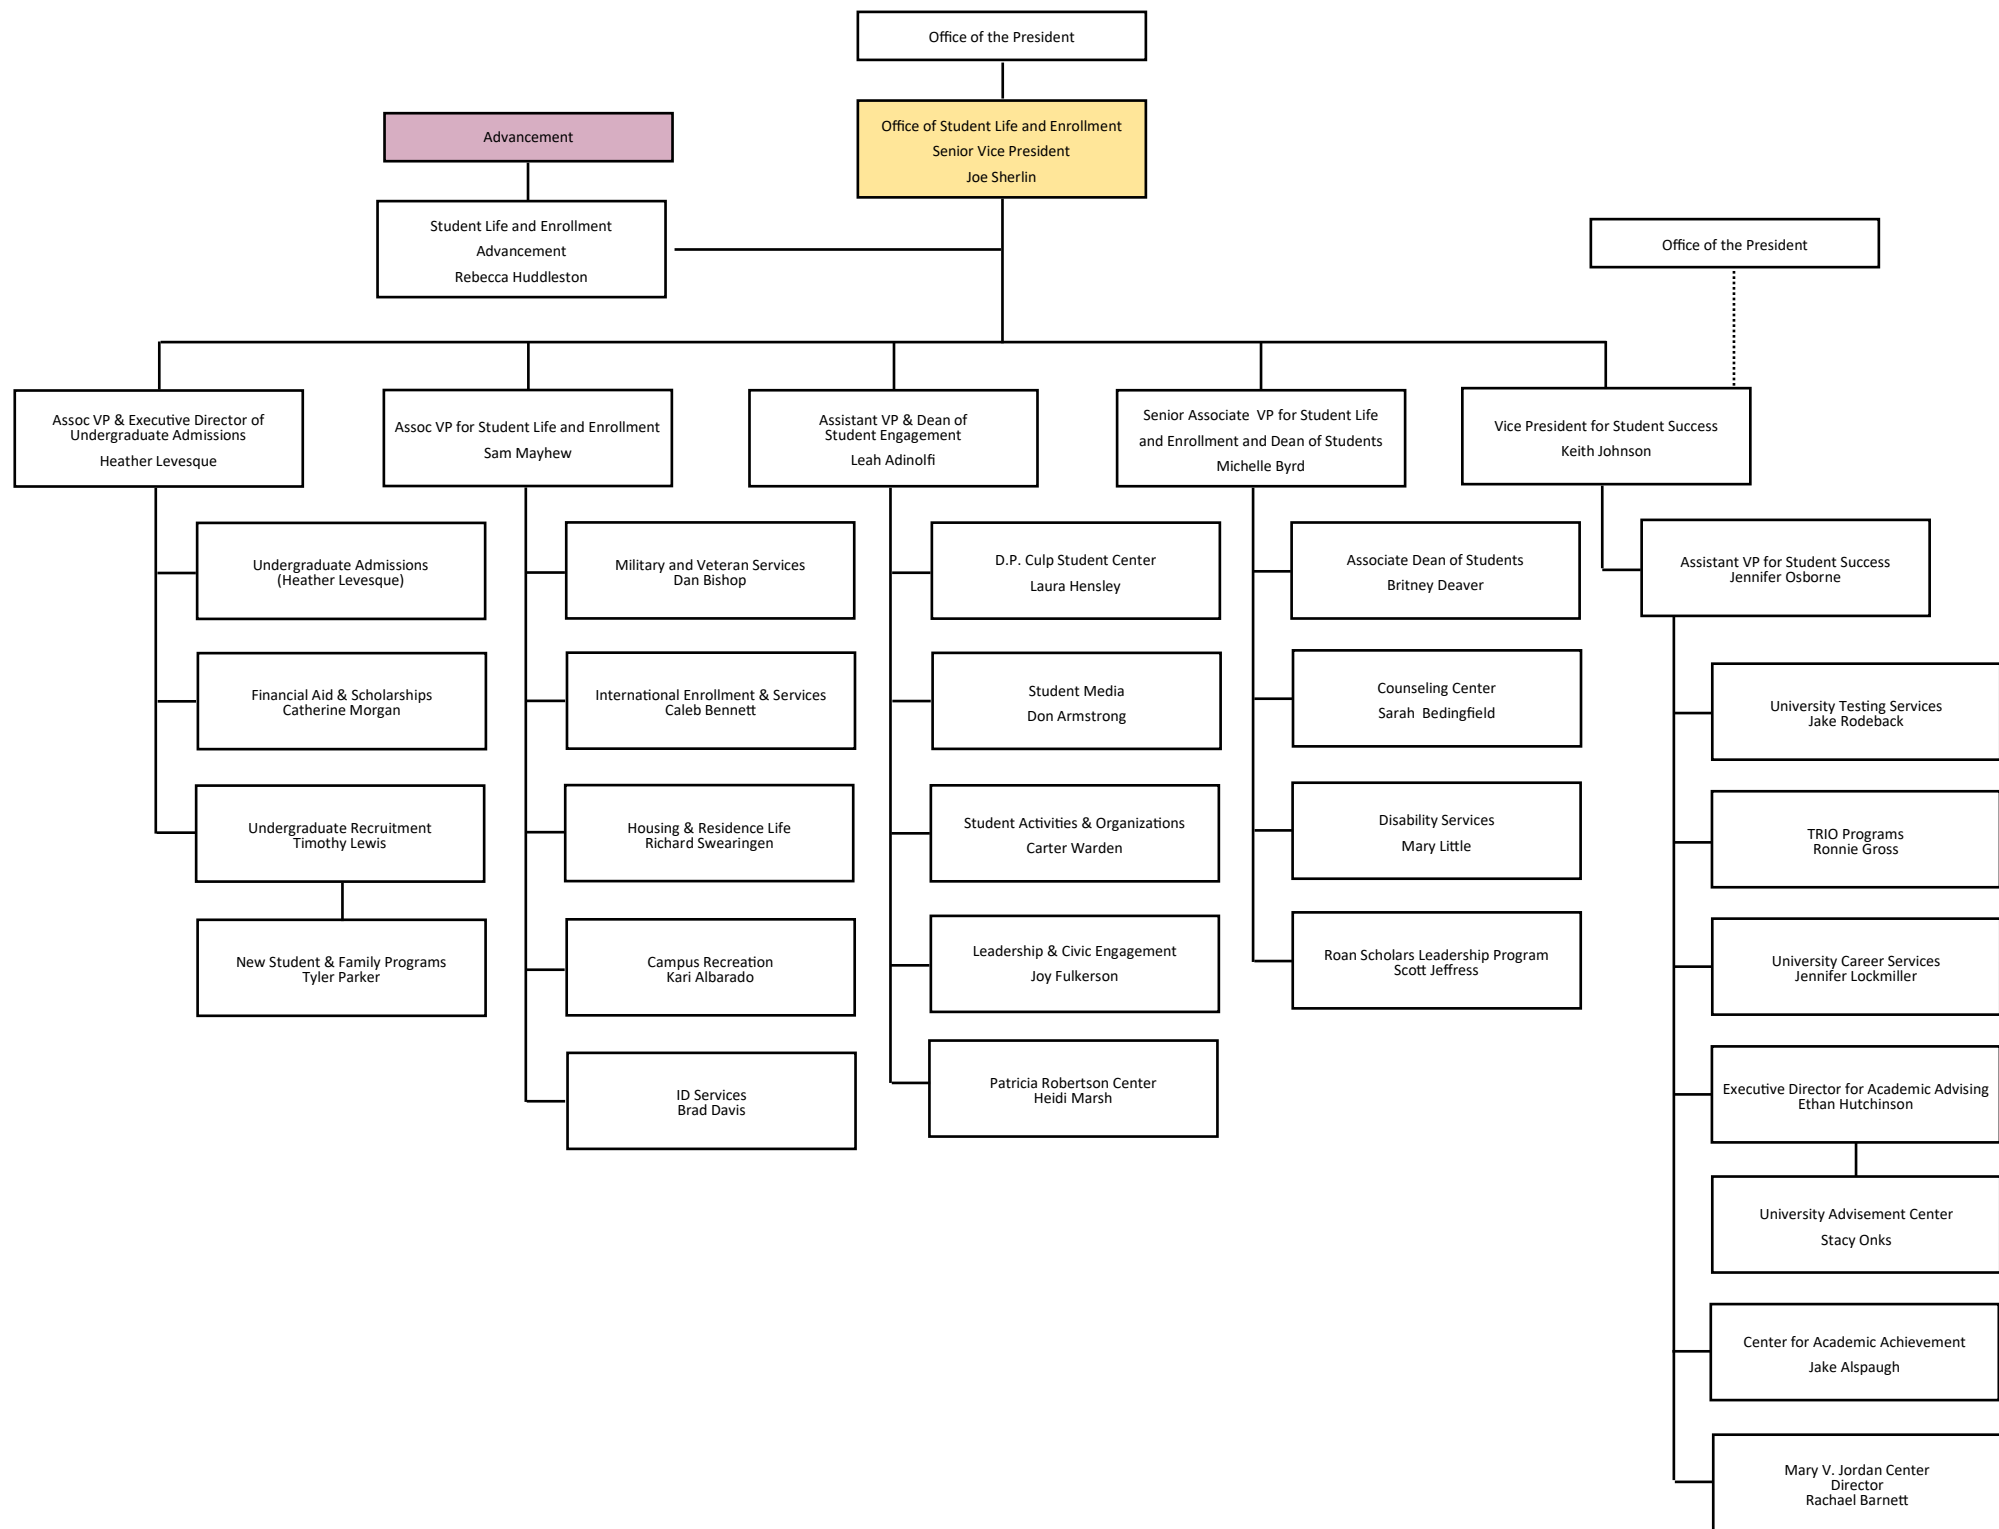 Office of the President
Office of Student Life and Enrollment
Senior Vice President
Joe Sherlin
Advancement
Student Life and Enrollment
Advancement
Rebecca Huddleston
Office of the President
Assoc VP & Executive Director of
Undergraduate Admissions
Heather Levesque
Undergraduate Admissions
(Heather Levesque)
Financial Aid & Scholarships
Catherine Morgan
Undergraduate Recruitment
Timothy Lewis
New Student & Family Programs
Tyler Parker
Assoc VP for Student Life and Enrollment
Sam Mayhew
Military and Veteran Services
Dan Bishop
International Enrollment & Services
Caleb Bennett
Housing & Residence Life
Richard Swearingen
Campus Recreation
Kari Albarado
ID Services
Brad Davis
Assistant VP & Dean of
Student Engagement
Leah Adinolfi
D.P. Culp Student Center
Laura Hensley
Student Media
Don Armstrong
Student Activities & Organizations
Carter Warden
Leadership & Civic Engagement
Joy Fulkerson
Patricia Robertson Center
Heidi Marsh
Senior Associate VP for Student Life
and Enrollment and Dean of Students
Michelle Byrd
Associate Dean of Students
Britney Deaver
Counseling Center
Sarah Bedingfield
Disability Services
Mary Little
Roan Scholars Leadership Program
Scott Jeffress
Vice President for Student Success
Keith Johnson
Assistant VP for Student Success
Jennifer Osborne
University Testing Services
Jake Rodeback
TRIO Programs
Ronnie Gross
University Career Services
Jennifer Lockmiller
Executive Director for Academic Advising
Ethan Hutchinson
University Advisement Center
Stacy Onks
Center for Academic Achievement
Jake Alspaugh
Mary V. Jordan Center
Director
Rachael Barnett